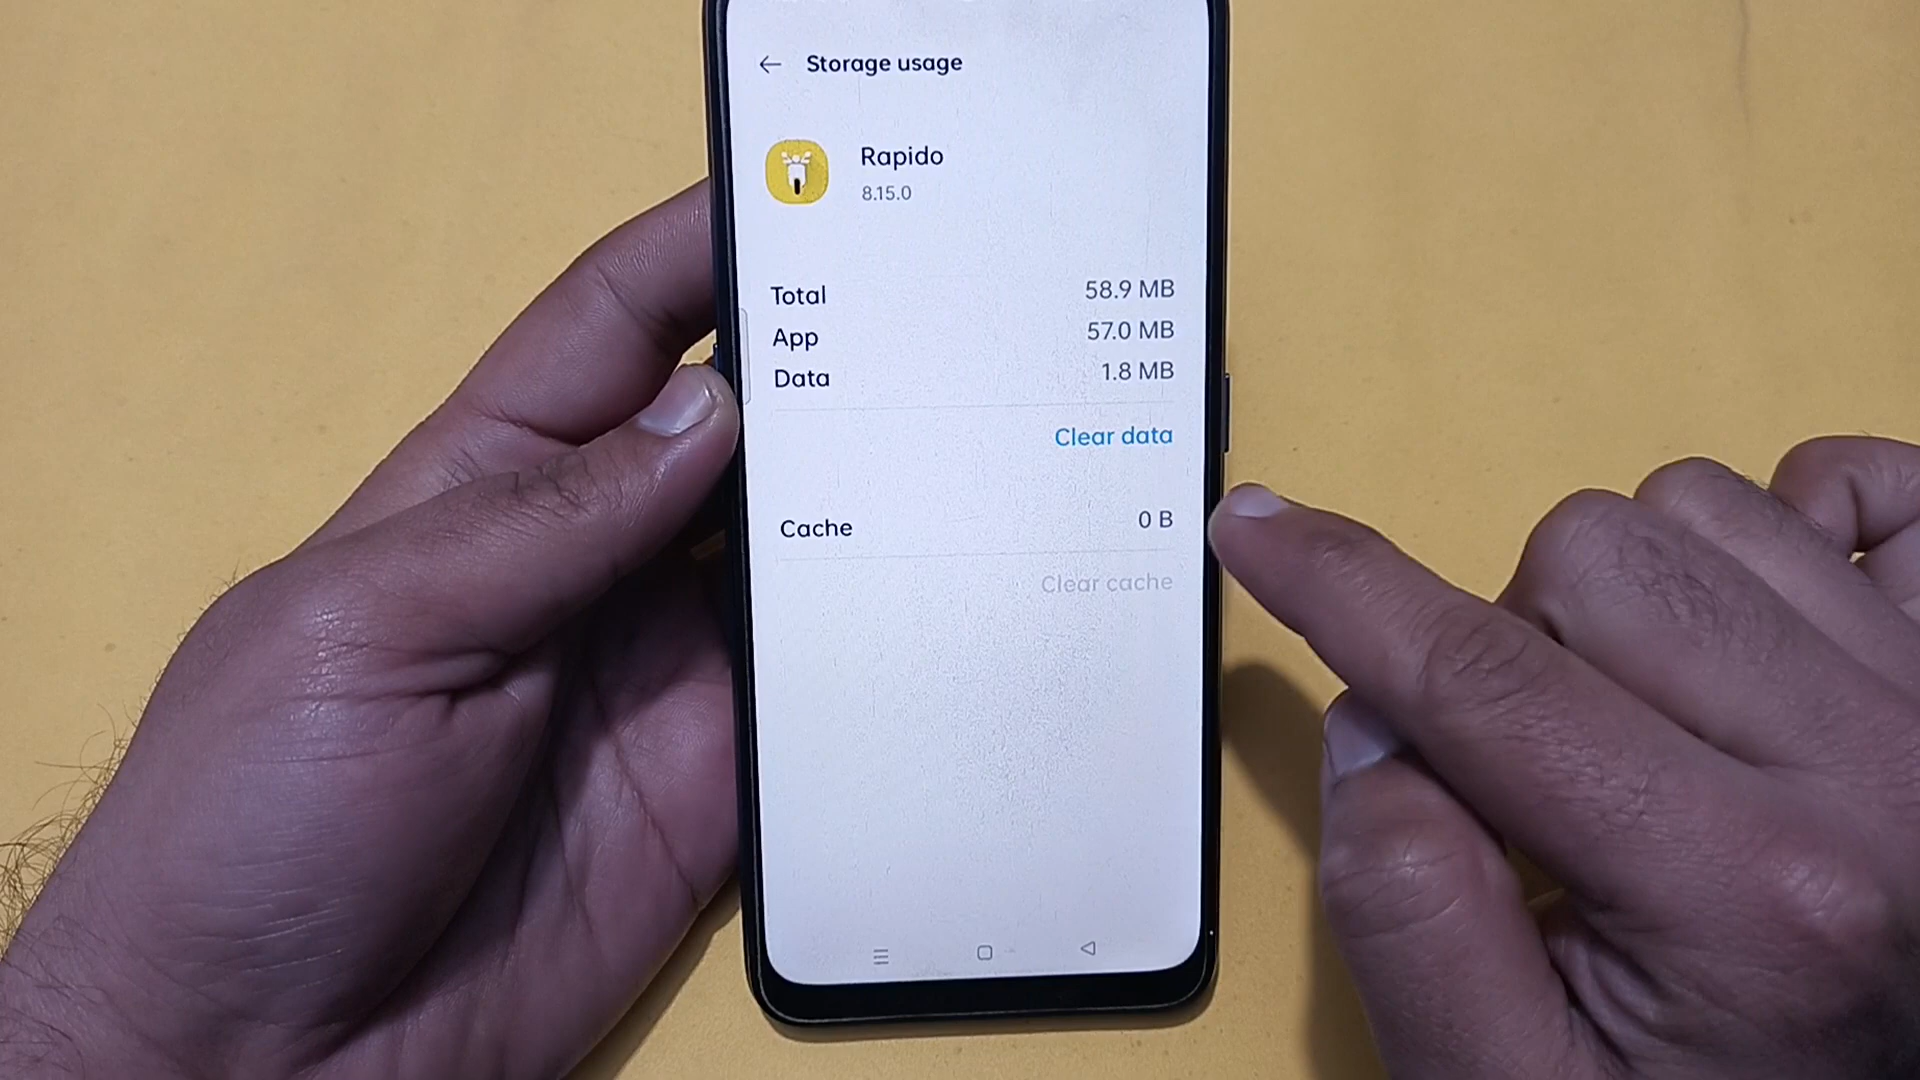 Storage usage
Rapido
8.15.0
Total 58.9 MB
App 57.0 MB
Data 1.8 MB
Clear data
Cache 0 B
Clear cache